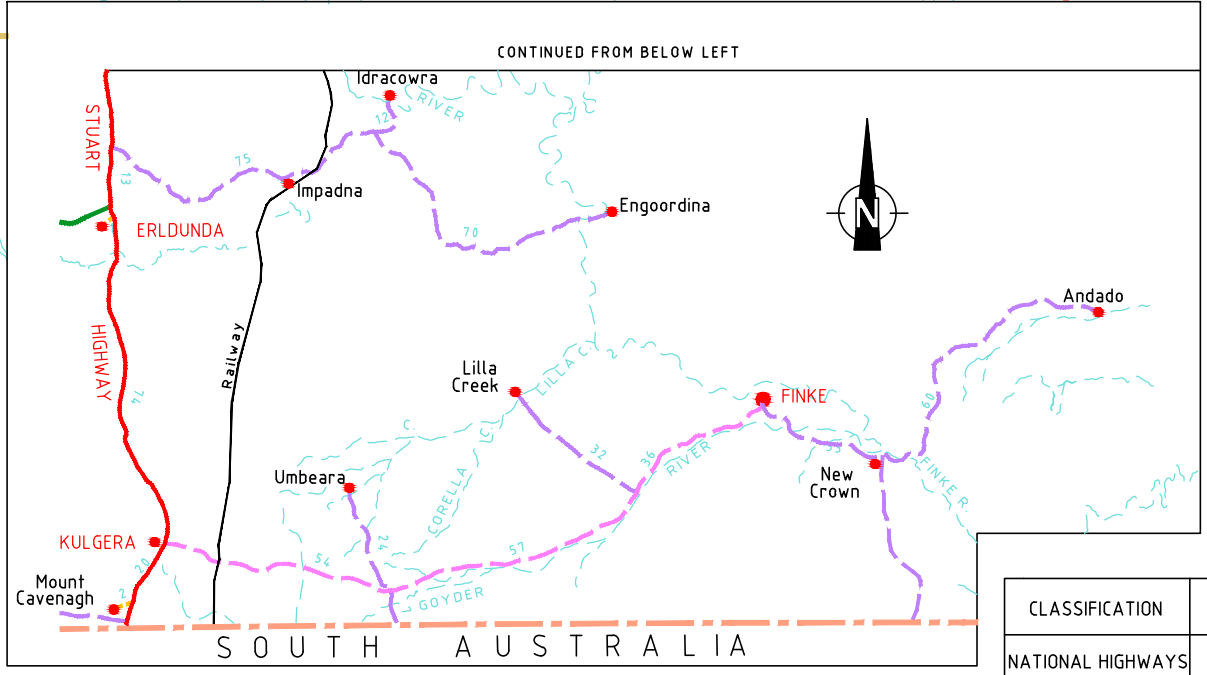 CONTINUED FROM BELOW LEFT
Idracowra
RIVER
12
STUART
75
13
Impadna
N
Engoordina
ERLDUNDA
70
Andado
HIGHWAY
Railway
LILLA C.
2
Lilla
Creek
74
FINKE
60
C.
C.
32
36
RIVER
33
New
Crown
FINKE R.
Umbeara
CORELLA
24
KULGERA
57
54
20
Mount
Cavenagh
2
GOYDER
SOUTH AUSTRALIA
CLASSIFICATION
NATIONAL HIGHWAYS